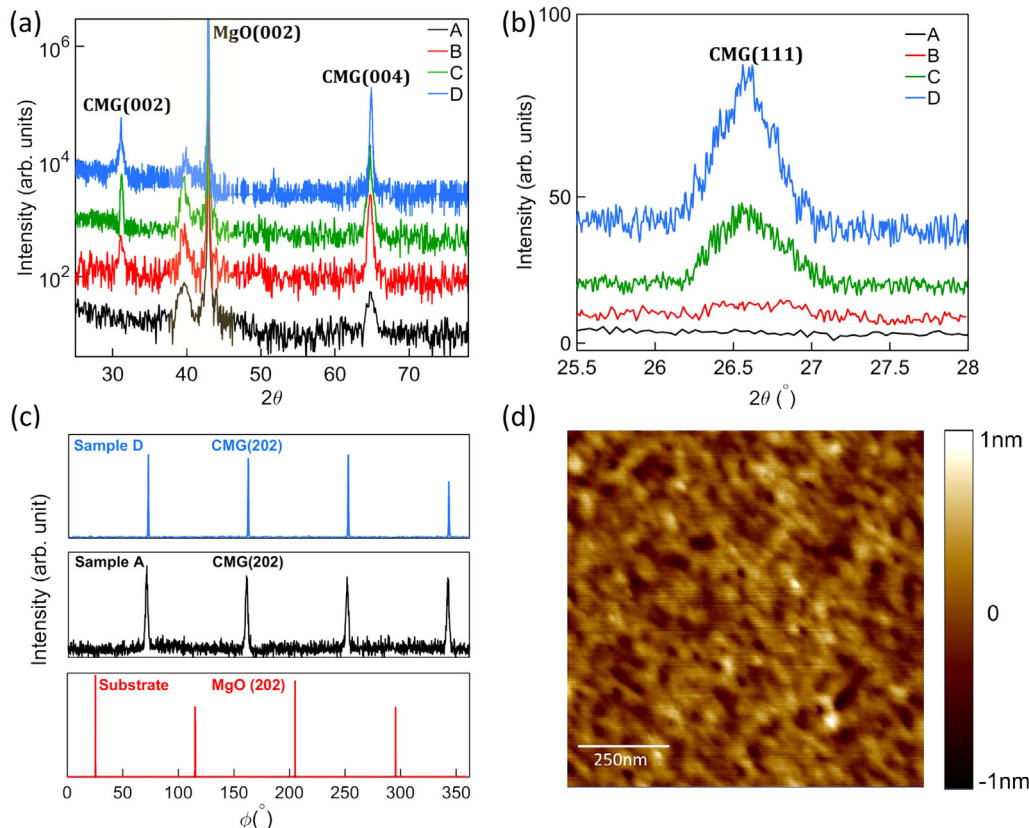 (a)
MgO(002)
CMG(002)
CMG(004)
A
B
C
D
10⁶
10⁴
10²
Intensity (arb. units)
30
40
50
60
70
2θ
(b)
CMG(111)
A
B
C
D
100
50
0
Intensity (arb. units)
25.5
26
26.5
27
27.5
28
2θ (°)
(c)
Sample D
CMG(202)
Sample A
CMG(202)
Substrate
MgO (202)
Intensity (arb. unit)
0
50
100
150
200
250
300
350
ϕ(°)
(d)
250nm
1nm
0
-1nm